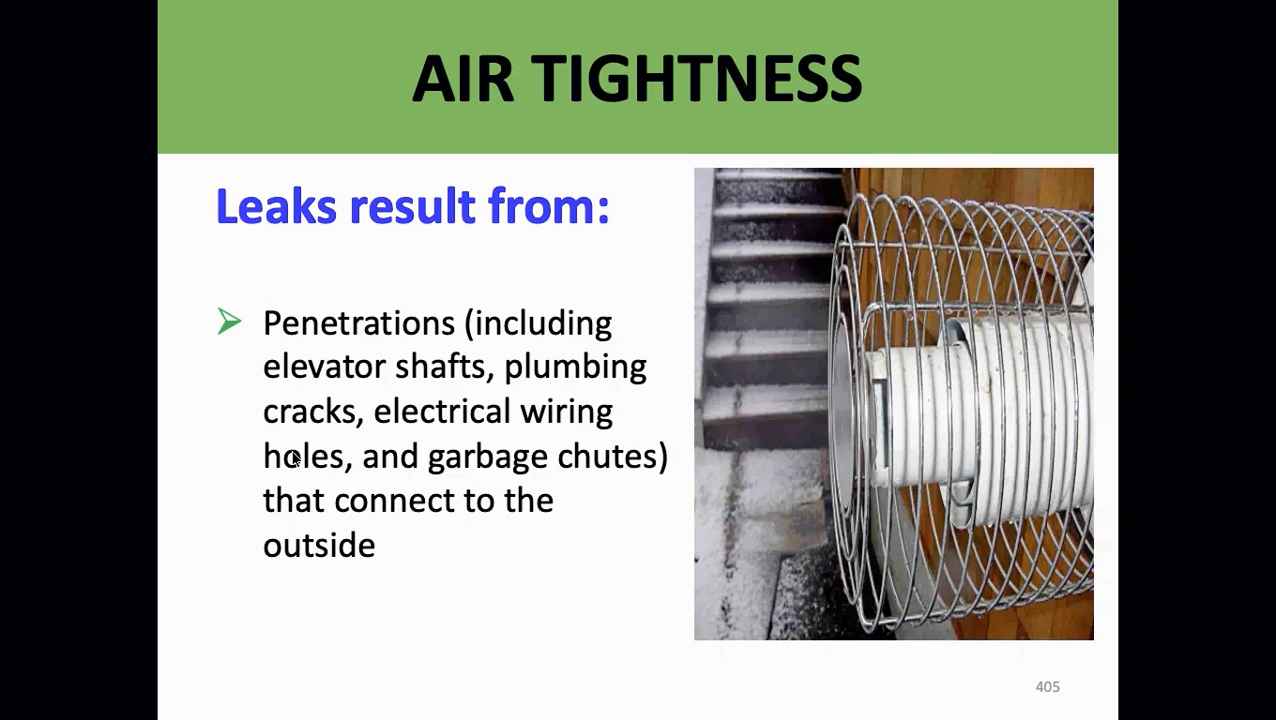 AIR TIGHTNESS
Leaks result from:
Penetrations (including
elevator shafts, plumbing
cracks, electrical wiring
holes, and garbage chutes)
that connect to the
outside
405